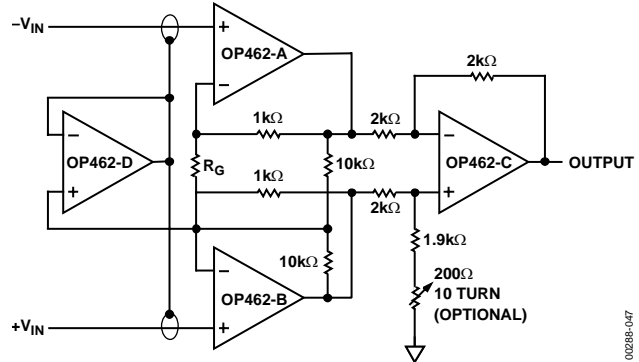 −VIN
OP462-A
2kΩ
1kΩ
2kΩ
OP462-D
RG
10kΩ
OP462-C
OUTPUT
1kΩ
2kΩ
1.9kΩ
10kΩ
OP462-B
200Ω
10 TURN
(OPTIONAL)
+VIN
00288-047